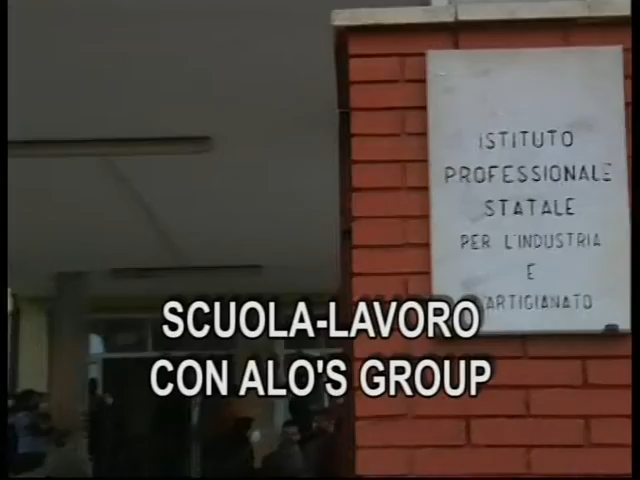 ISTITUTO
PROFESSIONALE
STATALE
PER L'INDUSTRIA
E
L'ARTIGIANATO
SCUOLA-LAVORO
CON ALO'S GROUP